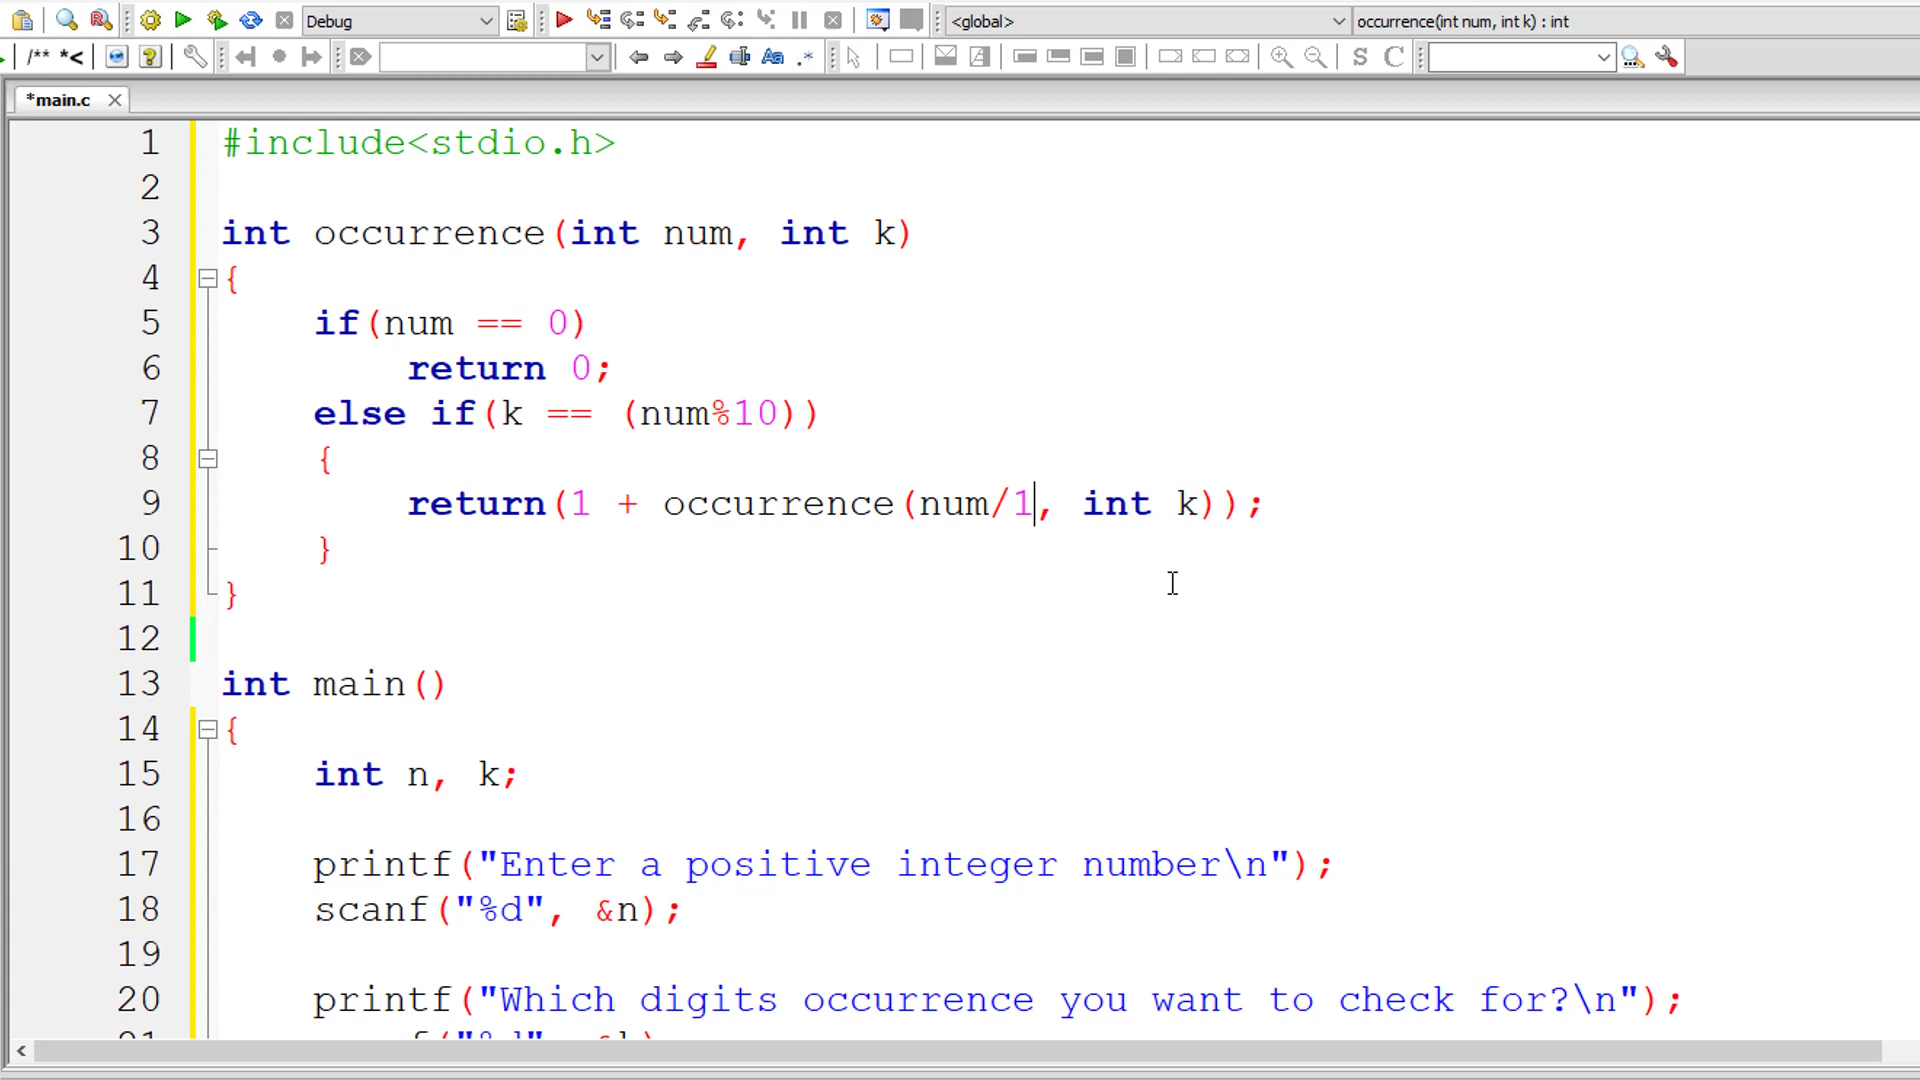 Debug
<global>
occurrence(int num, int k) : int
/** *<
Aa
.*
S
C
*main.c
1 #include<stdio.h>
2
3 int occurrence(int num, int k)
4 {
5 if(num == 0)
6 return 0;
7 else if(k == (num%10))
8 {
9 return(1 + occurrence(num/1, int k));
10 }
11 }
12
13 int main()
14 {
15 int n, k;
16
17 printf("Enter a positive integer number\n");
18 scanf("%d", &n);
19
20 printf("Which digits occurrence you want to check for?\n");